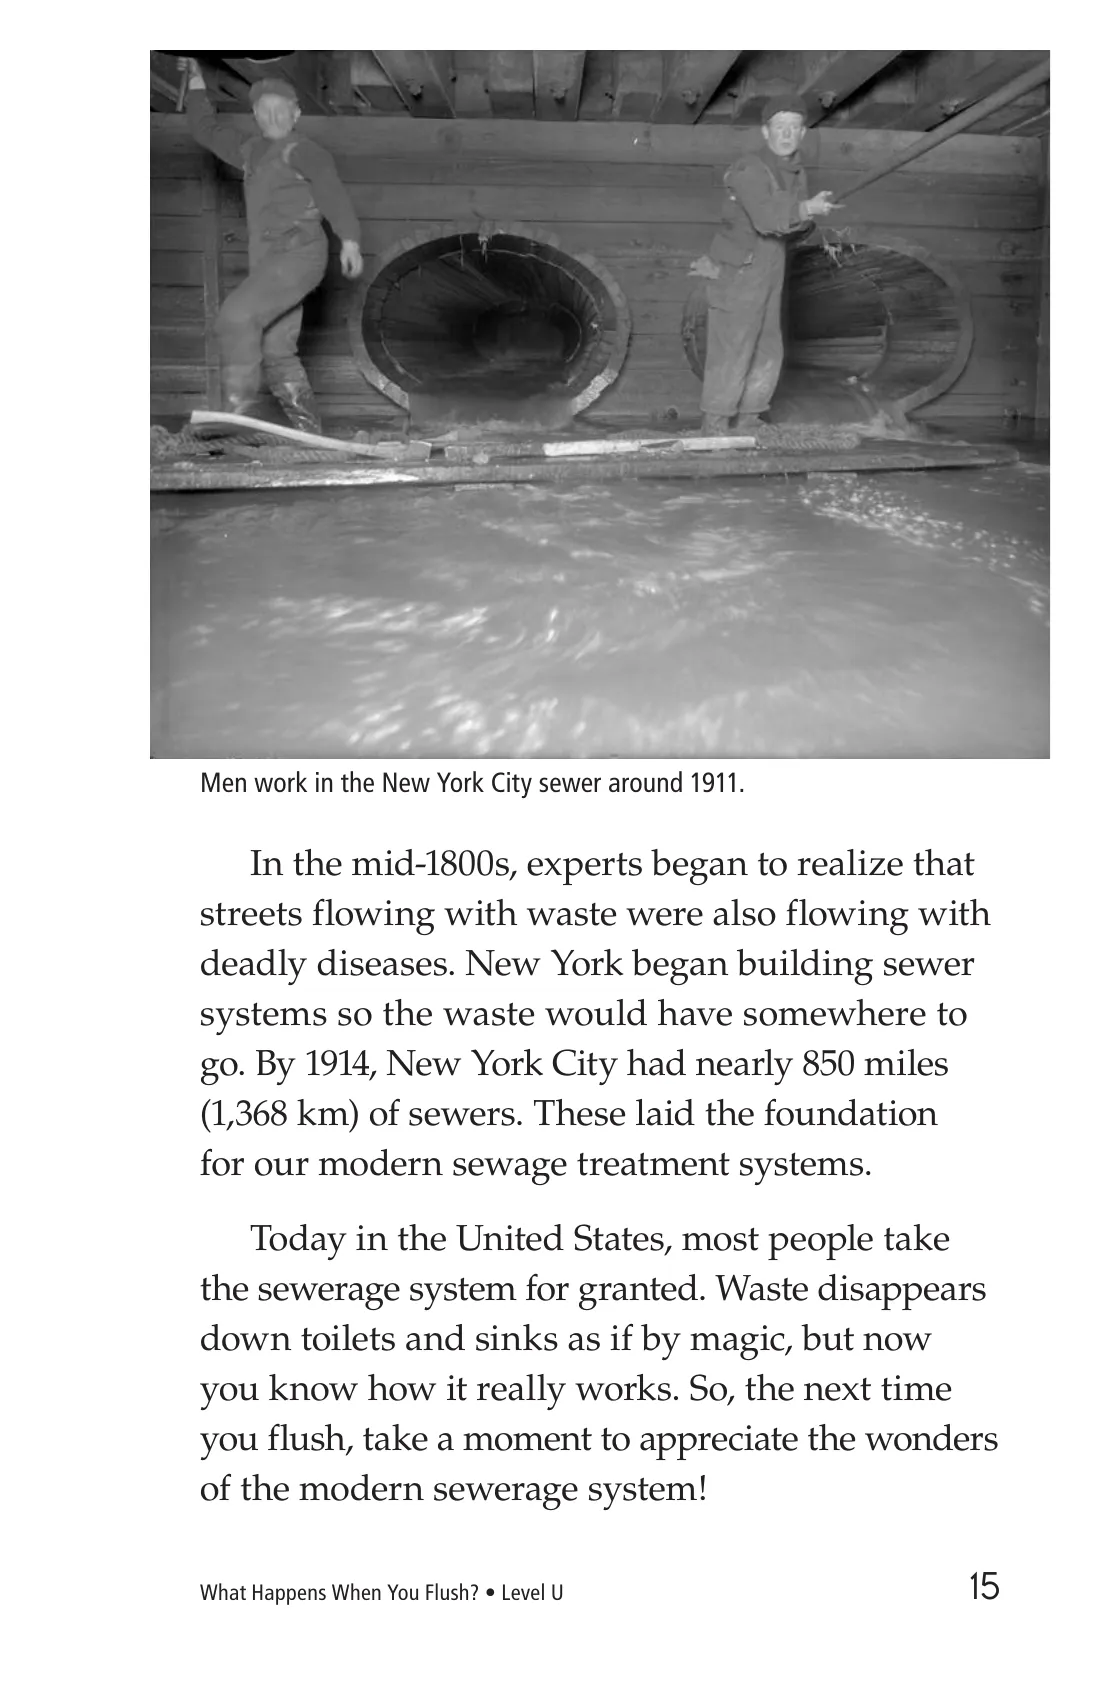 Men work in the New York City sewer around 1911.
In the mid-1800s, experts began to realize that
streets flowing with waste were also flowing with
deadly diseases. New York began building sewer
systems so the waste would have somewhere to
go. By 1914, New York City had nearly 850 miles
(1,368 km) of sewers. These laid the foundation
for our modern sewage treatment systems.
Today in the United States, most people take
the sewerage system for granted. Waste disappears
down toilets and sinks as if by magic, but now
you know how it really works. So, the next time
you flush, take a moment to appreciate the wonders
of the modern sewerage system!
What Happens When You Flush? • Level U
15